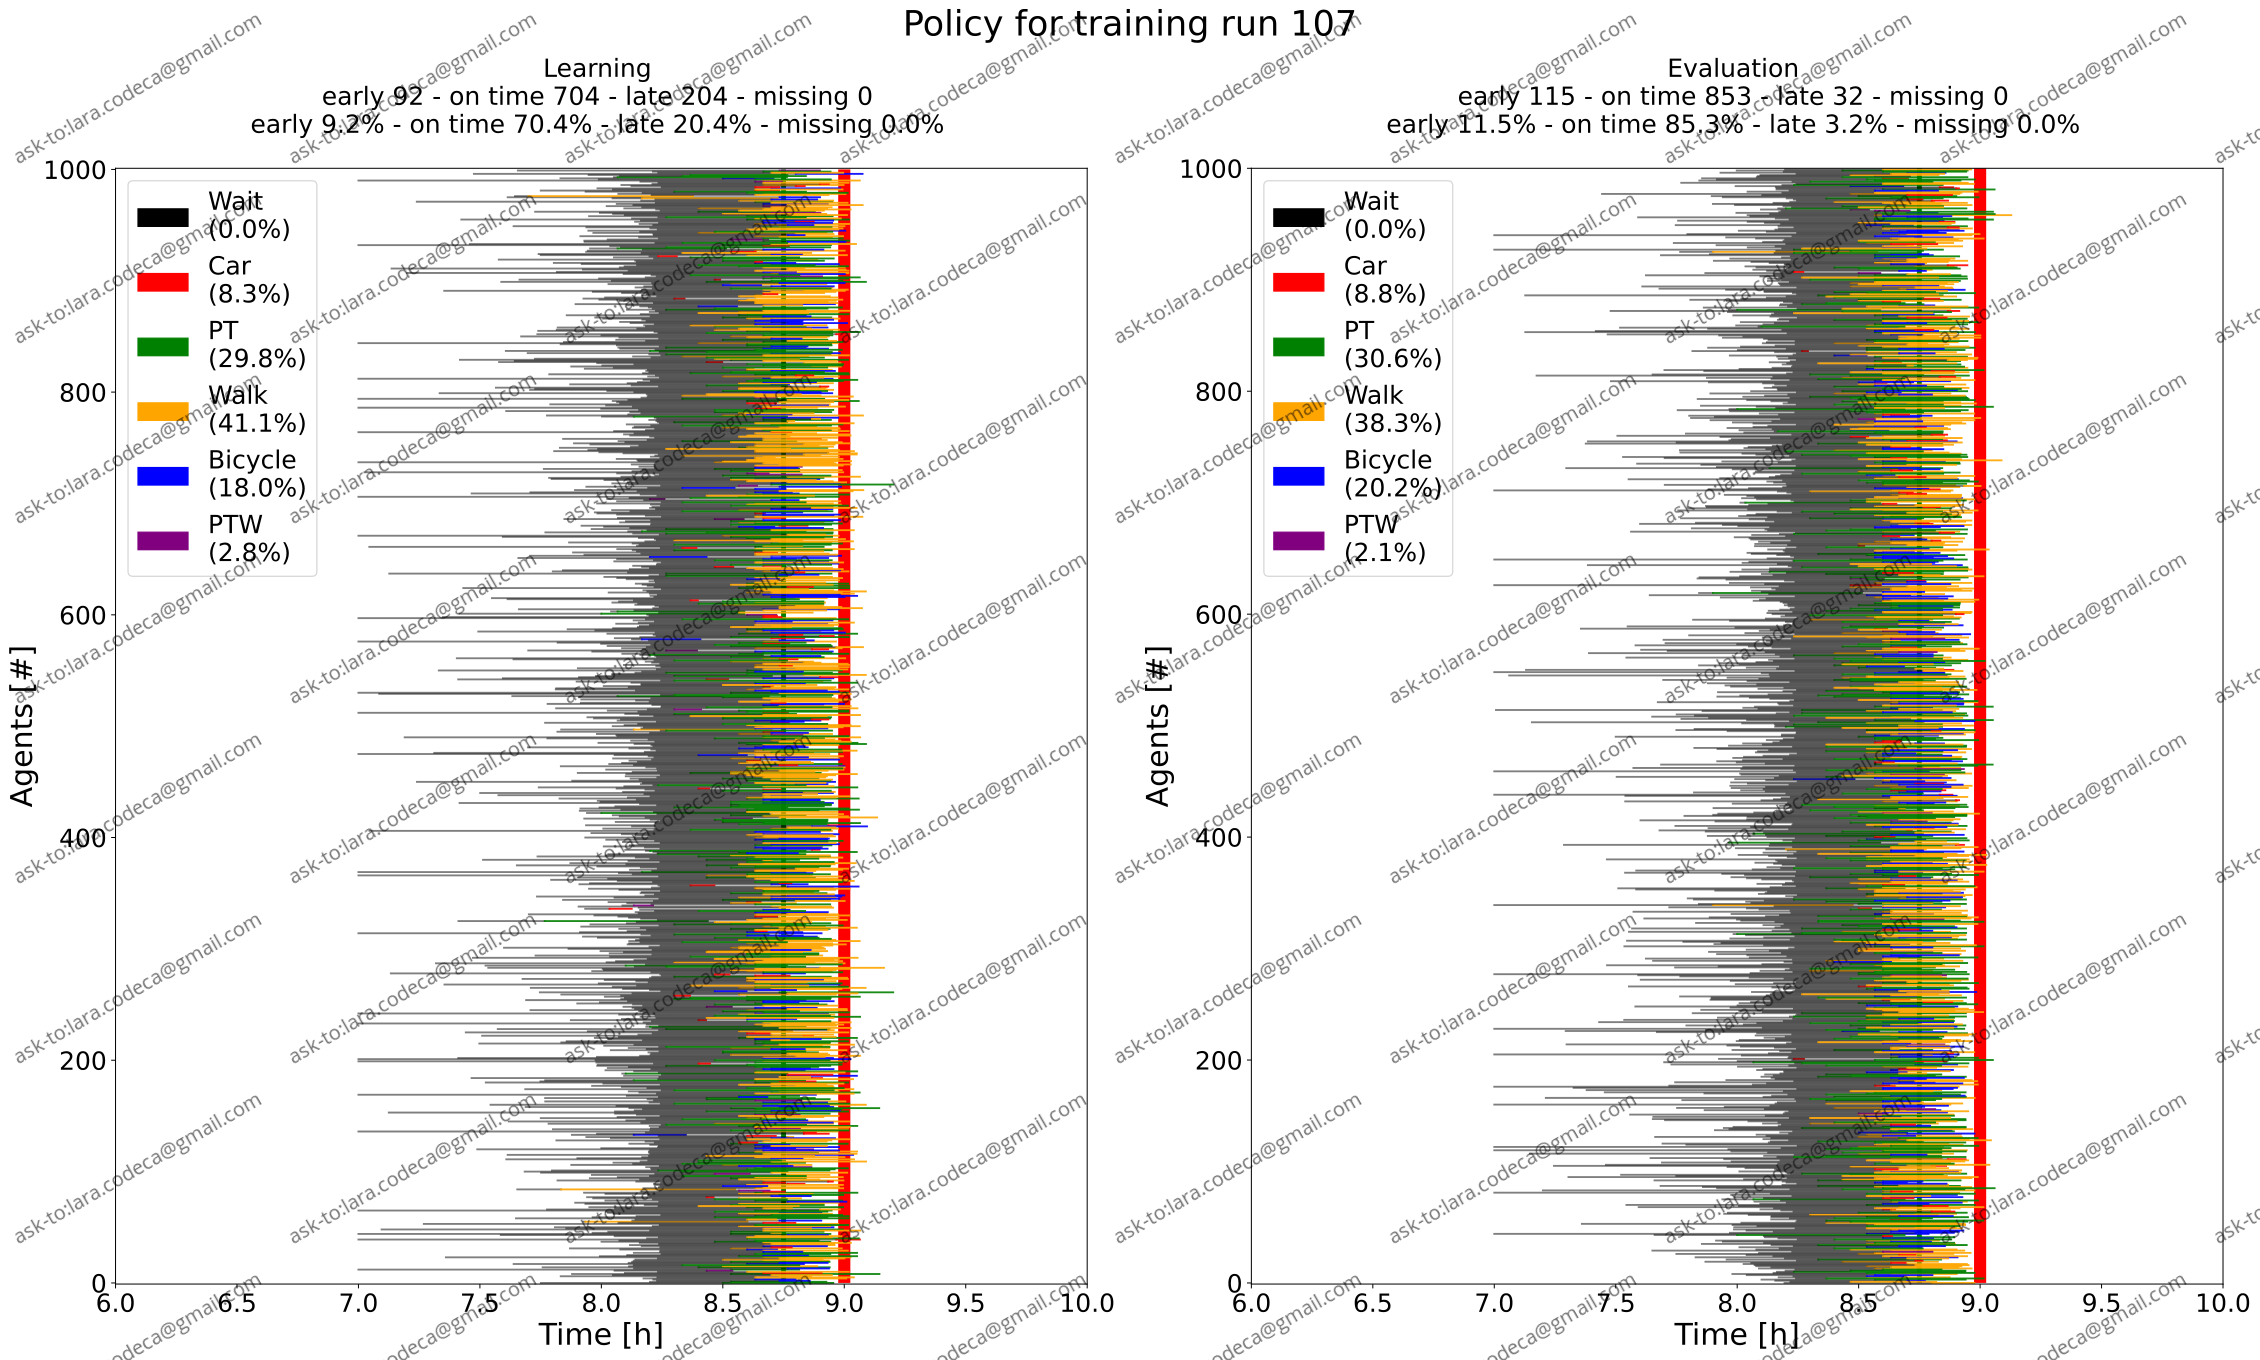 Policy for training run 107
Learning
early 92 - on time 704 - late 204 - missing 0
early 9.2% - on time 70.4% - late 20.4% - missing 0.0%
1000
800
600
400
200
0
Agents [#]
Wait
(0.0%)
Car
(8.3%)
PT
(29.8%)
Walk
(41.1%)
Bicycle
(18.0%)
PTW
(2.8%)
6.0 6.5 7.0 7.5 8.0 8.5 9.0 9.5 10.0
Time [h]
Evaluation
early 115 - on time 853 - late 32 - missing 0
early 11.5% - on time 85.3% - late 3.2% - missing 0.0%
1000
800
600
400
200
0
Agents [#]
Wait
(0.0%)
Car
(8.8%)
PT
(30.6%)
Walk
(38.3%)
Bicycle
(20.2%)
PTW
(2.1%)
6.0 6.5 7.0 7.5 8.0 8.5 9.0 9.5 10.0
Time [h]
ask-to:lara.codeca@gmail.com